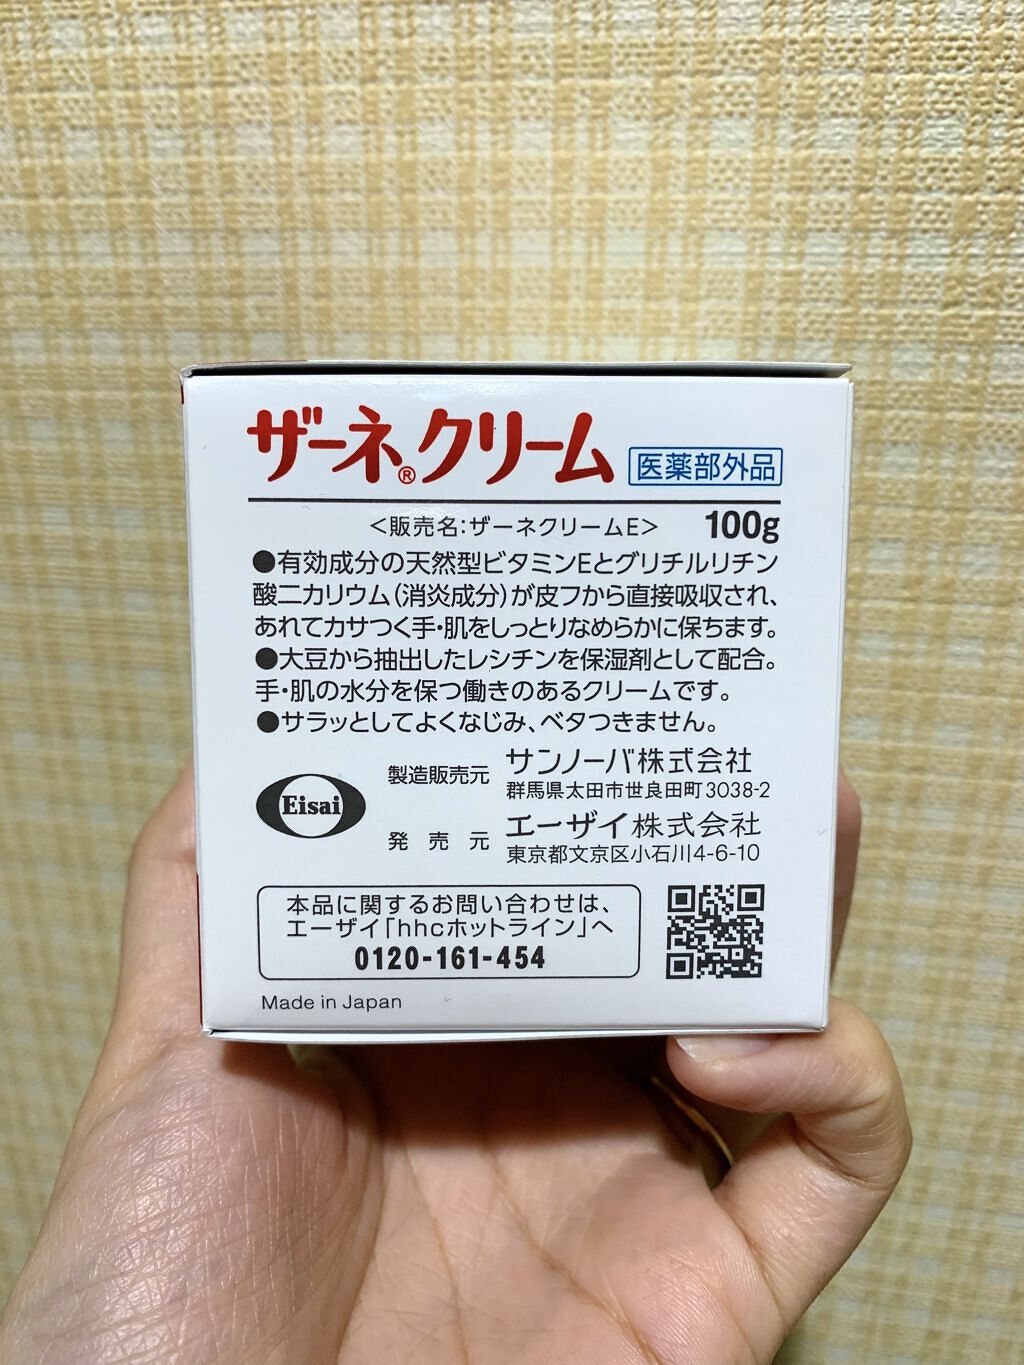 ザーネ®クリーム 医薬部外品
＜販売名:ザーネクリームE＞ 100g
●有効成分の天然型ビタミンEとグリチルリチン
酸二カリウム(消炎成分)が皮フから直接吸収され、
あれてカサつく手・肌をしっとりなめらかに保ちます。
●大豆から抽出したレシチンを保湿剤として配合。
手・肌の水分を保つ働きのあるクリームです。
●サラッとしてよくなじみ、ベタつきません。
Eisai
製造販売元 サンノーバ株式会社
群馬県太田市世良田町3038-2
発売元 エーザイ株式会社
東京都文京区小石川4-6-10
本品に関するお問い合わせは、
エーザイ「hhcホットライン」へ
0120-161-454
Made in Japan